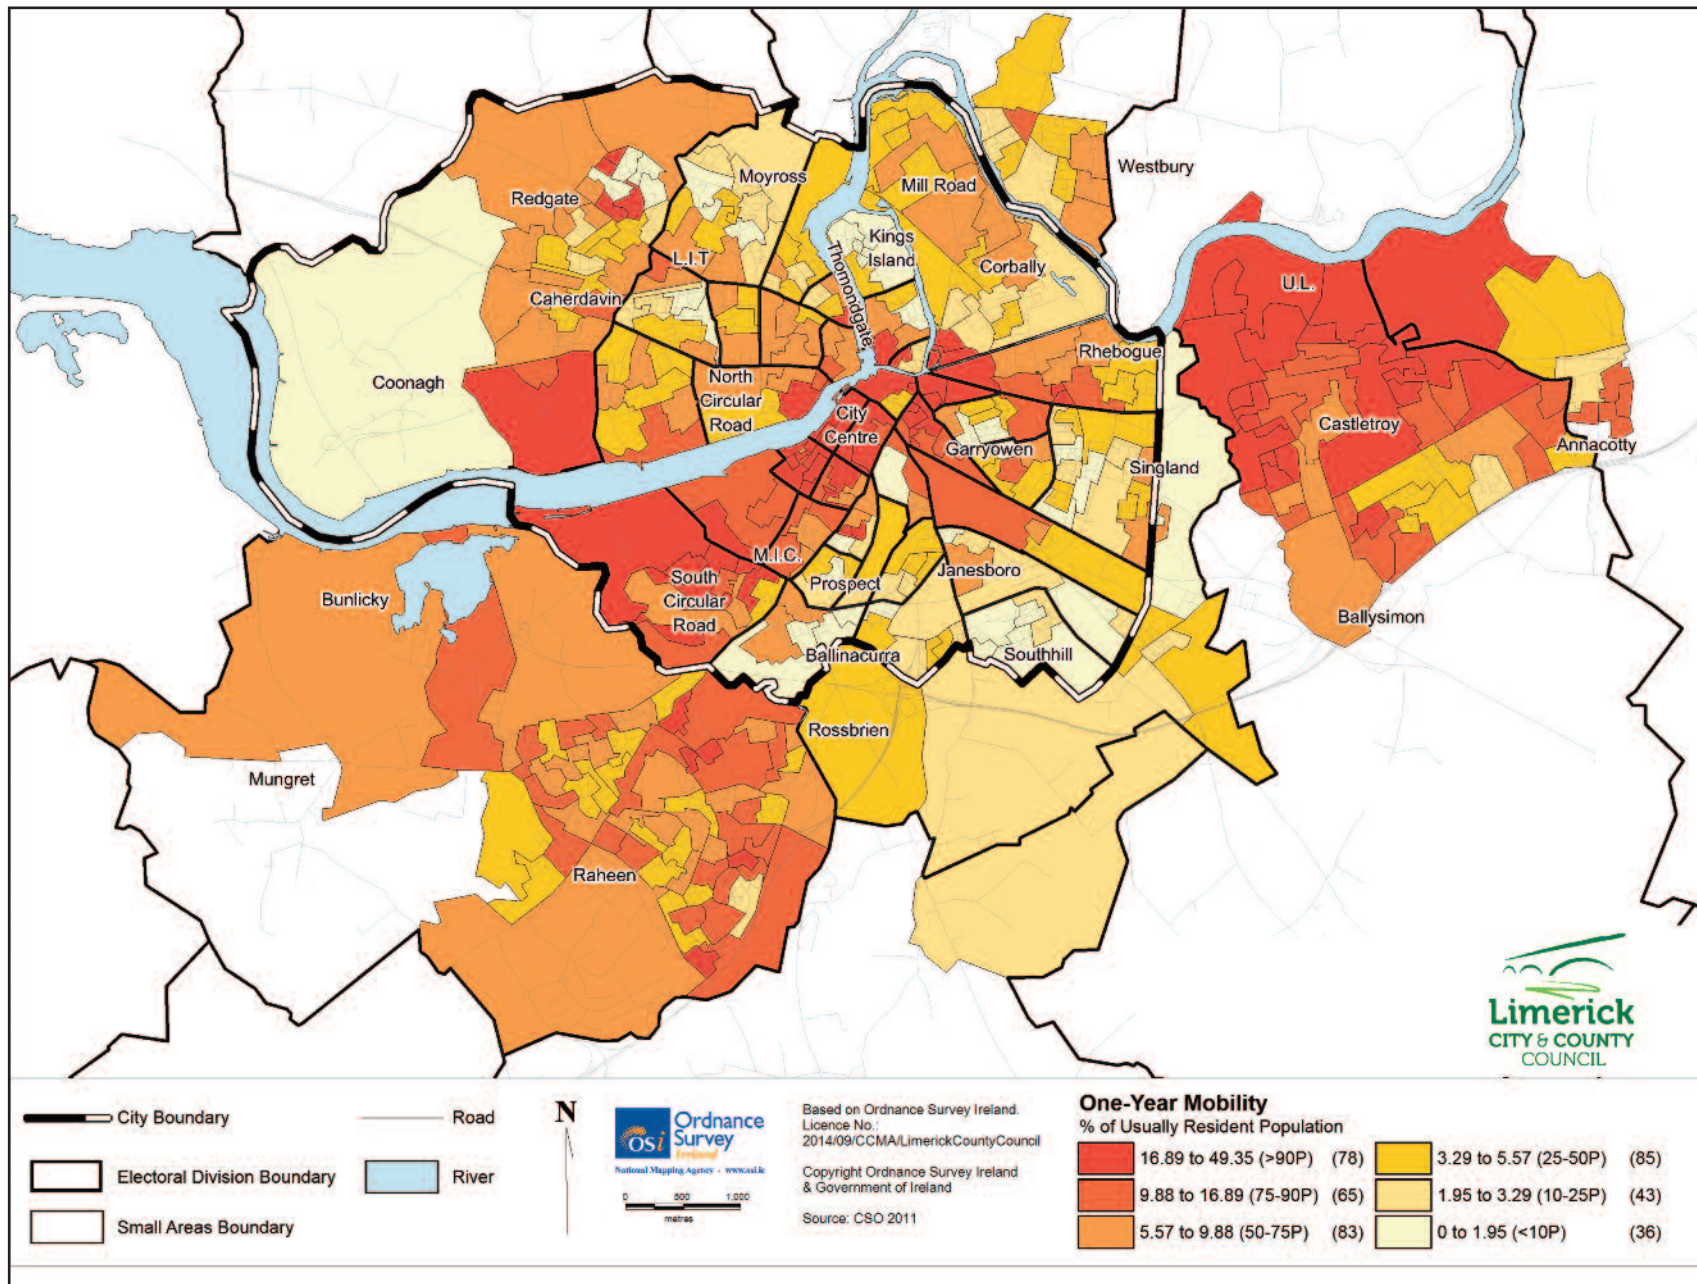 Westbury
Moyross
Redgate
Mill Road
Kings
Island
L.I.T
Corbally
U.L.
Thomondgate
Caherdavin
Rhebogue
Coonagh
North
Circular
Road
City
Centre
Castletroy
Garryowen
Annacotty
Singland
M.I.C.
Janesboro
South
Circular
Road
Prospect
Bunlicky
Ballysimon
Ballinacurra
Southhill
Rossbrien
Mungret
Raheen
Limerick
CITY & COUNTY
COUNCIL
City Boundary
Road
Electoral Division Boundary
River
Small Areas Boundary
N
osi
Ordnance
Survey
Ireland
National Mapping Agency - www.osi.ie
0 500 1,000
metres
Based on Ordnance Survey Ireland.
Licence No.:
2014/09/CCMA/LimerickCountyCouncil
Copyright Ordnance Survey Ireland
& Government of Ireland
Source: CSO 2011
One-Year Mobility
% of Usually Resident Population
16.89 to 49.35 (>90P) (78)
9.88 to 16.89 (75-90P) (65)
5.57 to 9.88 (50-75P) (83)
3.29 to 5.57 (25-50P) (85)
1.95 to 3.29 (10-25P) (43)
0 to 1.95 (<10P) (36)